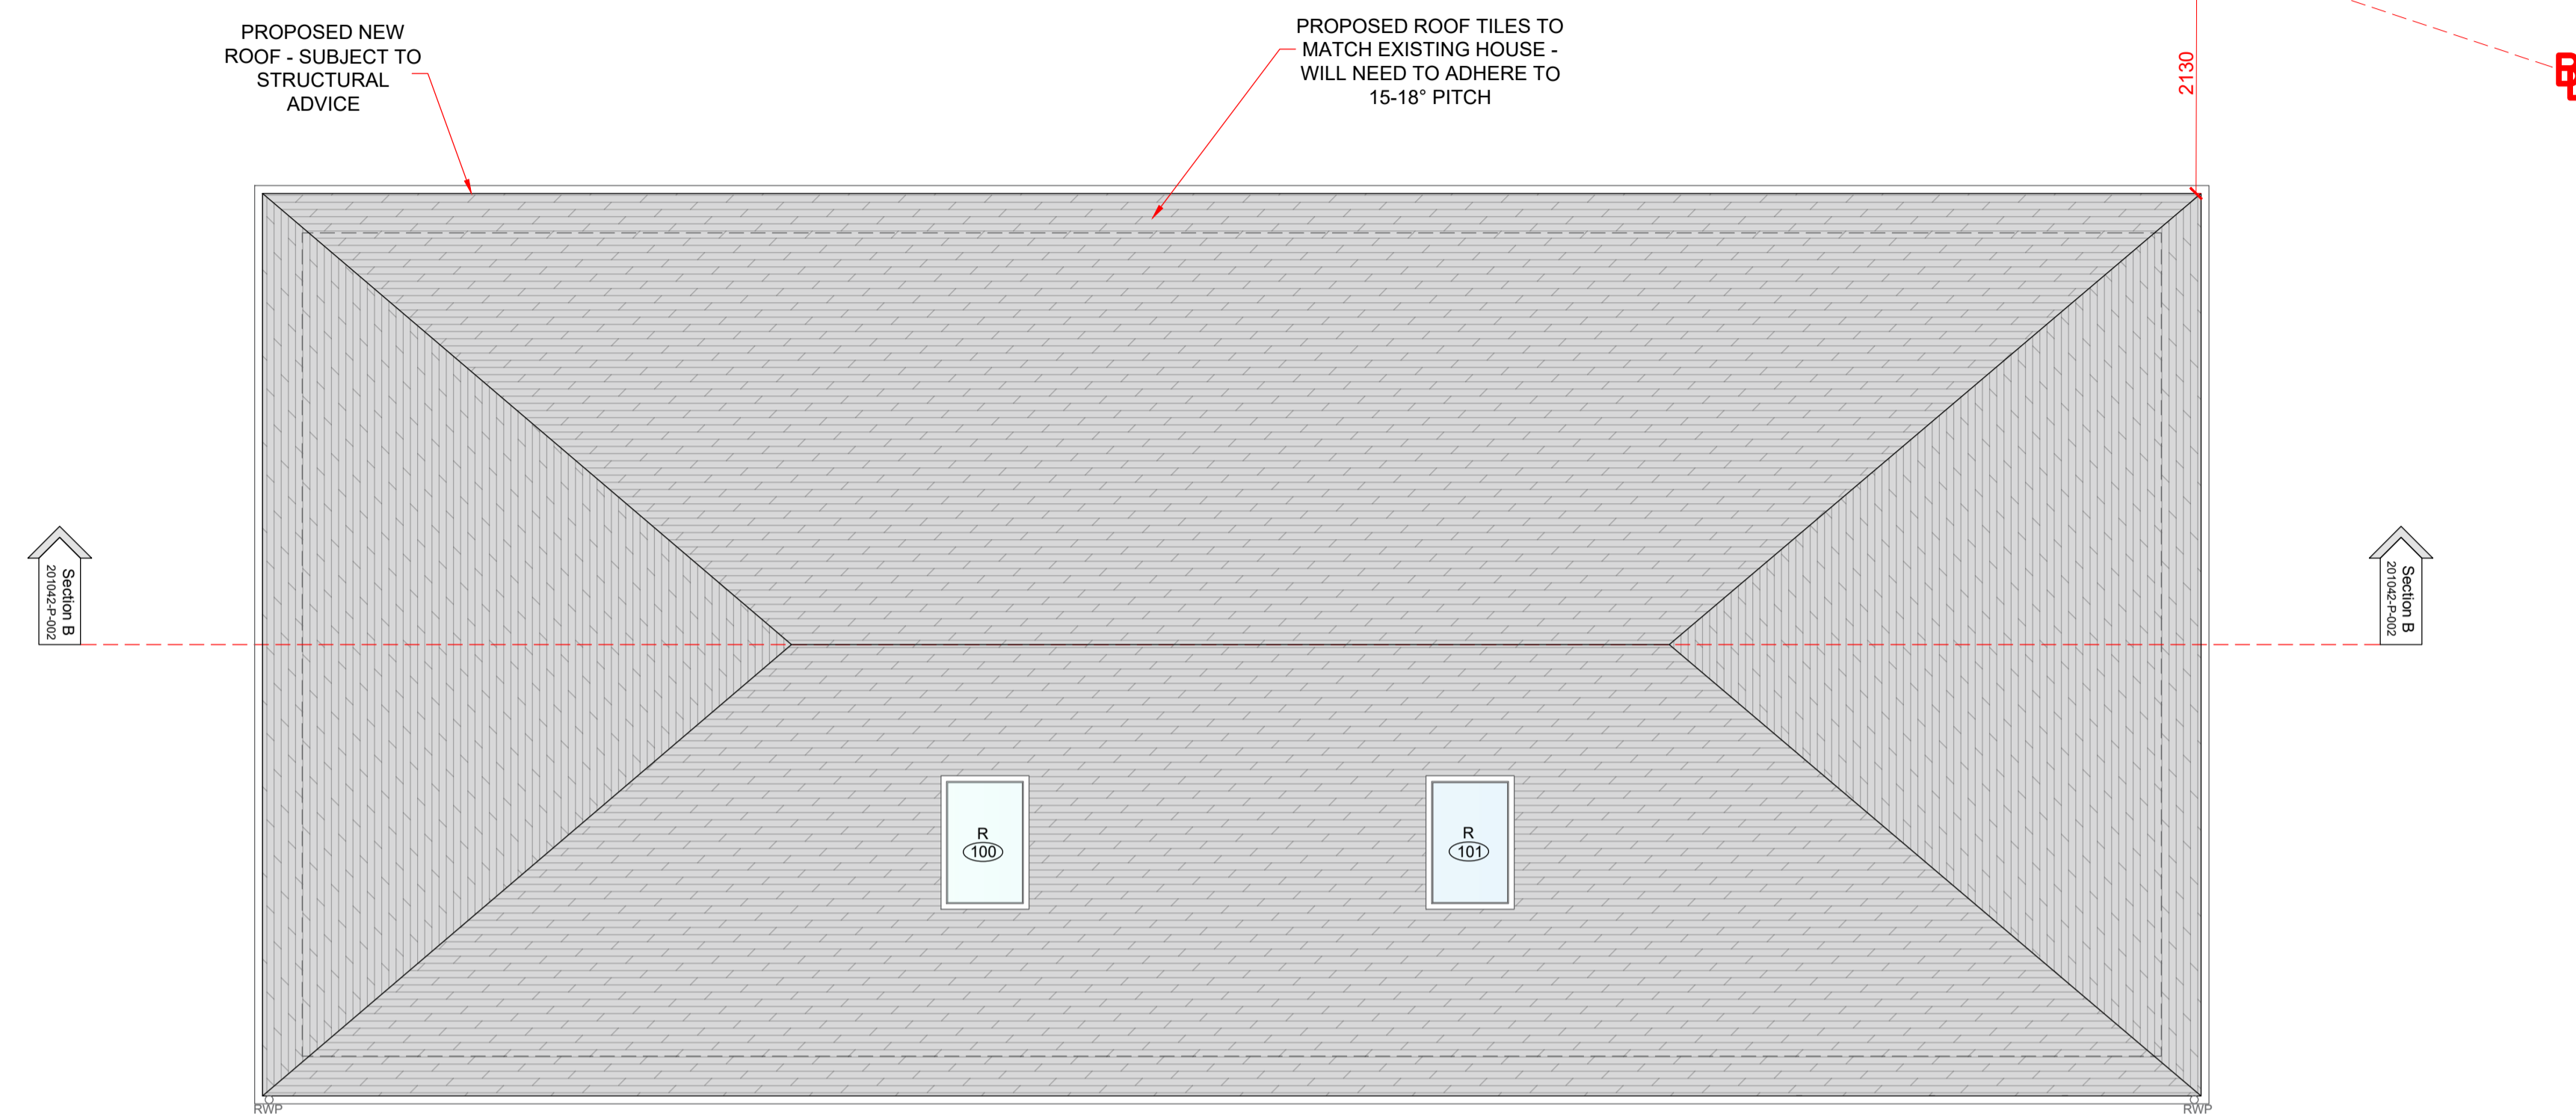 PROPOSED NEW
ROOF - SUBJECT TO
STRUCTURAL
ADVICE
PROPOSED ROOF TILES TO
MATCH EXISTING HOUSE -
WILL NEED TO ADHERE TO
15-18° PITCH
2130
Section B
201042-P-002
Section B
201042-P-002
R
100
R
101
RWP
RWP